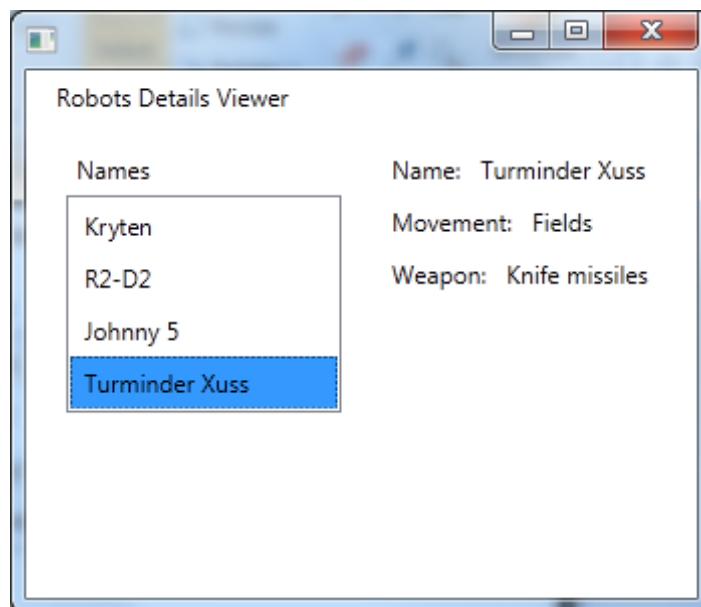 Robots Details Viewer
Names
Kryten
R2-D2
Johnny 5
Turminder Xuss
Name: Turminder Xuss
Movement: Fields
Weapon: Knife missiles